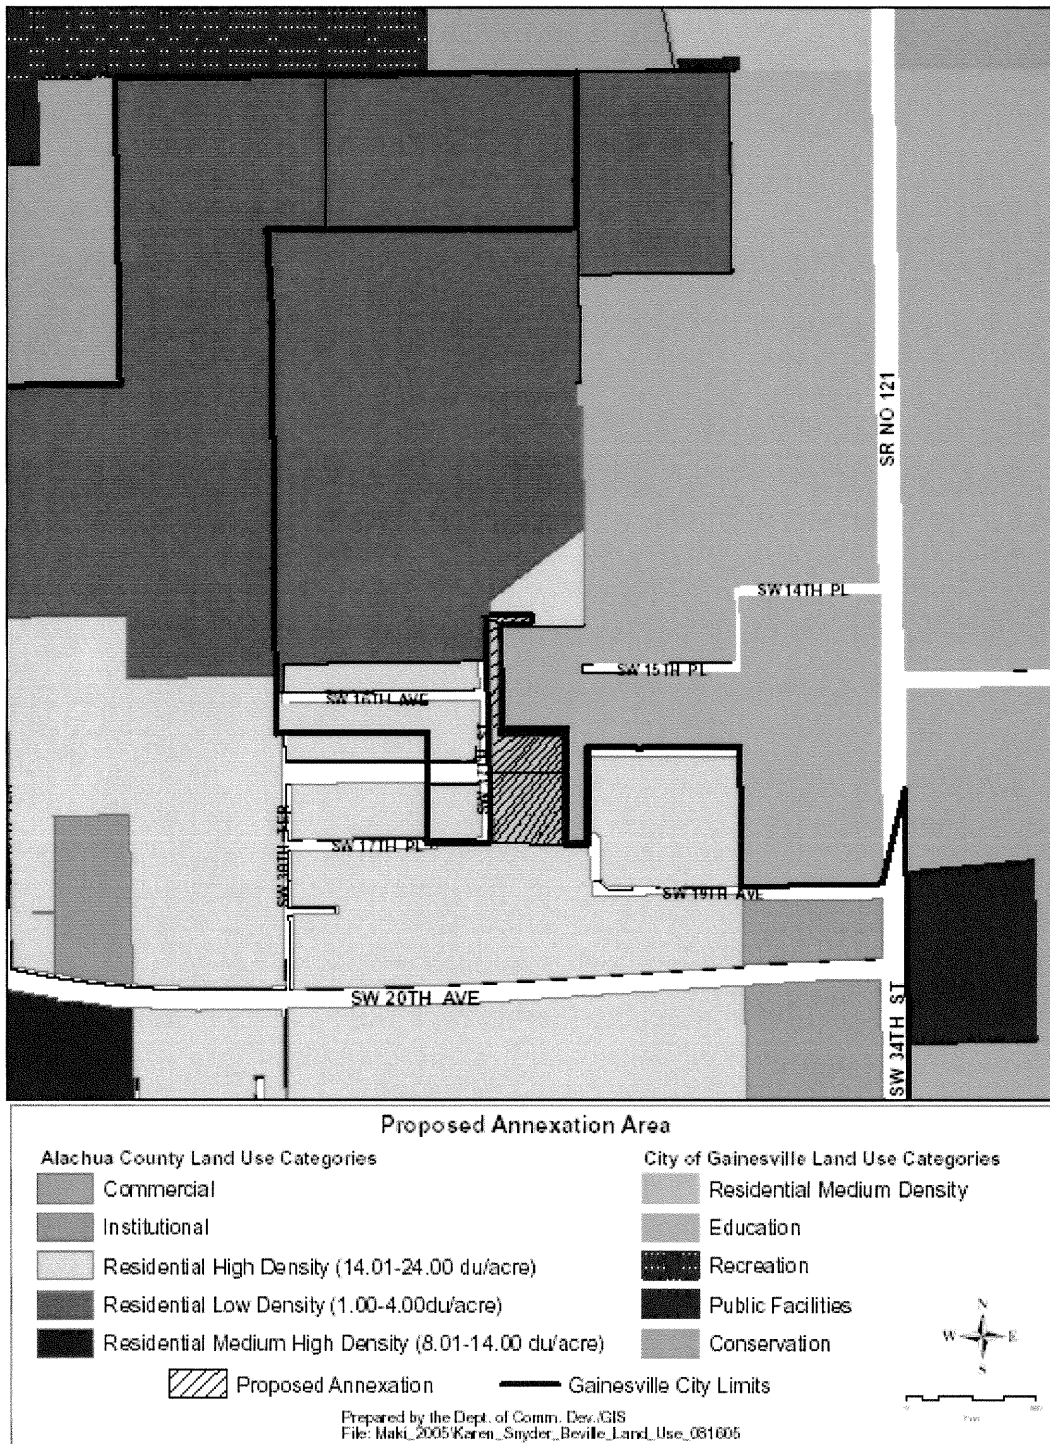 SR NO 121
SW 14TH PL
SW 15TH PL
SW 16TH AVE
SW 17TH PL
SW 19TH AVE
SW 20TH AVE
SW 34TH ST
Proposed Annexation Area
Alachua County Land Use Categories
Commercial
Institutional
Residential High Density (14.01-24.00 du/acre)
Residential Low Density (1.00-4.00du/acre)
Residential Medium High Density (8.01-14.00 du/acre)
City of Gainesville Land Use Categories
Residential Medium Density
Education
Recreation
Public Facilities
Conservation
N
W E
S
Proposed Annexation
Gainesville City Limits
Prepared by the Dept. of Comm. Dev./GIS
File: Maki_2005\Karen_Snyder_Beville_Land_Use_081605